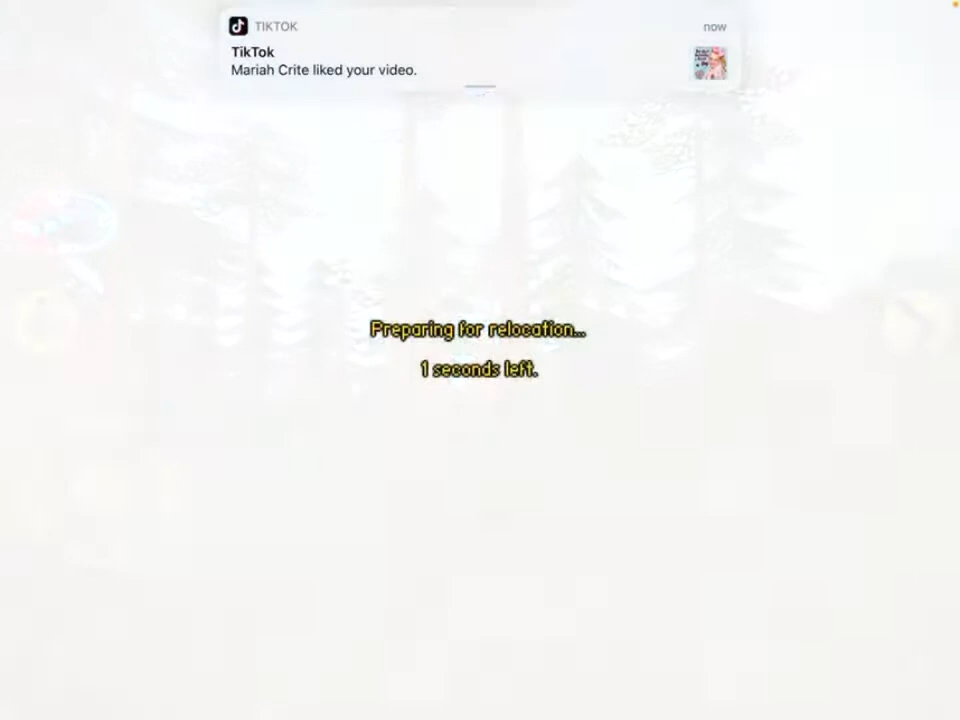 TIKTOK
now
TikTok
Mariah Crite liked your video.
Preparing for relocation...
1 seconds left.